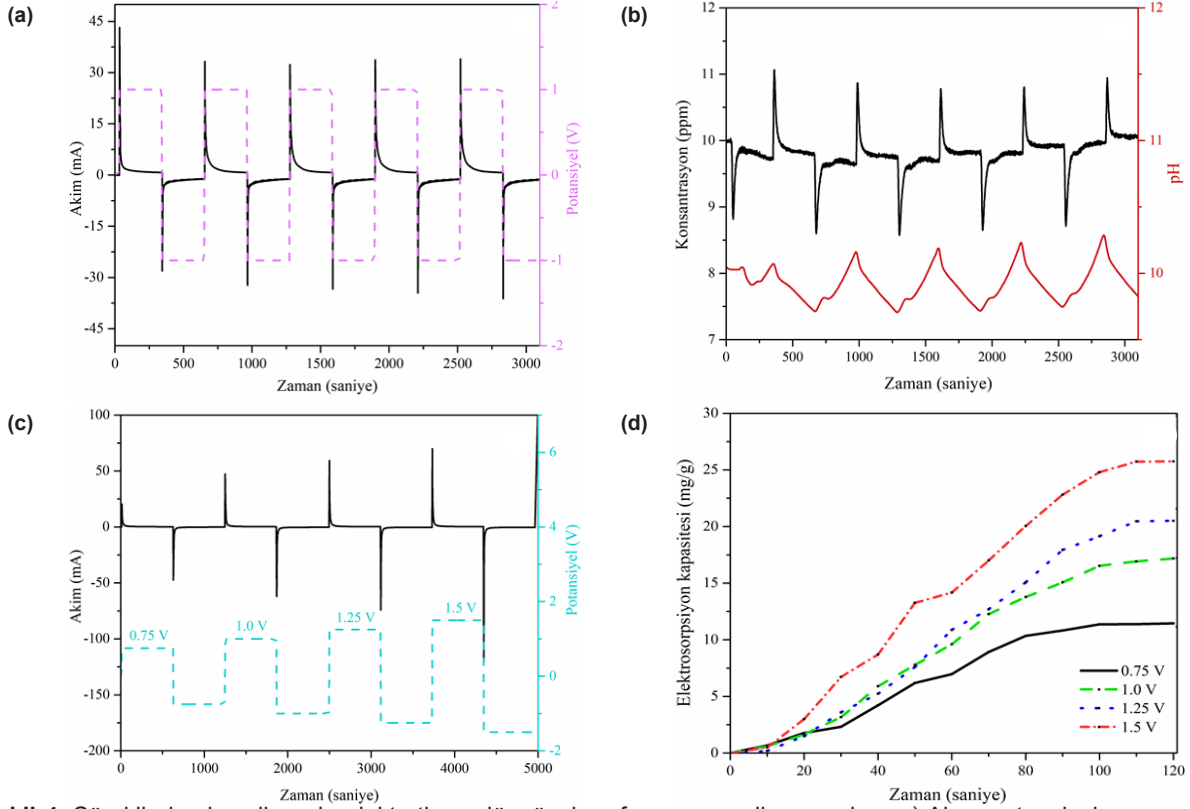 (a)
45
30
15
0
-15
-30
-45
Akim (mA)
2
1
0
-1
-2
Potansiyel (V)
0
500
1000
1500
2000
2500
3000
Zaman (saniye)
(b)
12
11
10
9
8
7
Konsantrasyon (ppm)
12
11
10
pH
0
500
1000
1500
2000
2500
3000
Zaman (saniye)
(c)
100
50
0
-50
-100
-150
-200
Akim (mA)
6
4
2
0
-2
Potansiyel (V)
0.75 V
1.0 V
1.25 V
1.5 V
0
1000
2000
3000
4000
5000
Zaman (saniye)
(d)
30
25
20
15
10
5
0
Elektrosorpsiyon kapasitesi (mg/g)
0.75 V
1.0 V
1.25 V
1.5 V
0
20
40
60
80
100
120
Zaman (saniye)